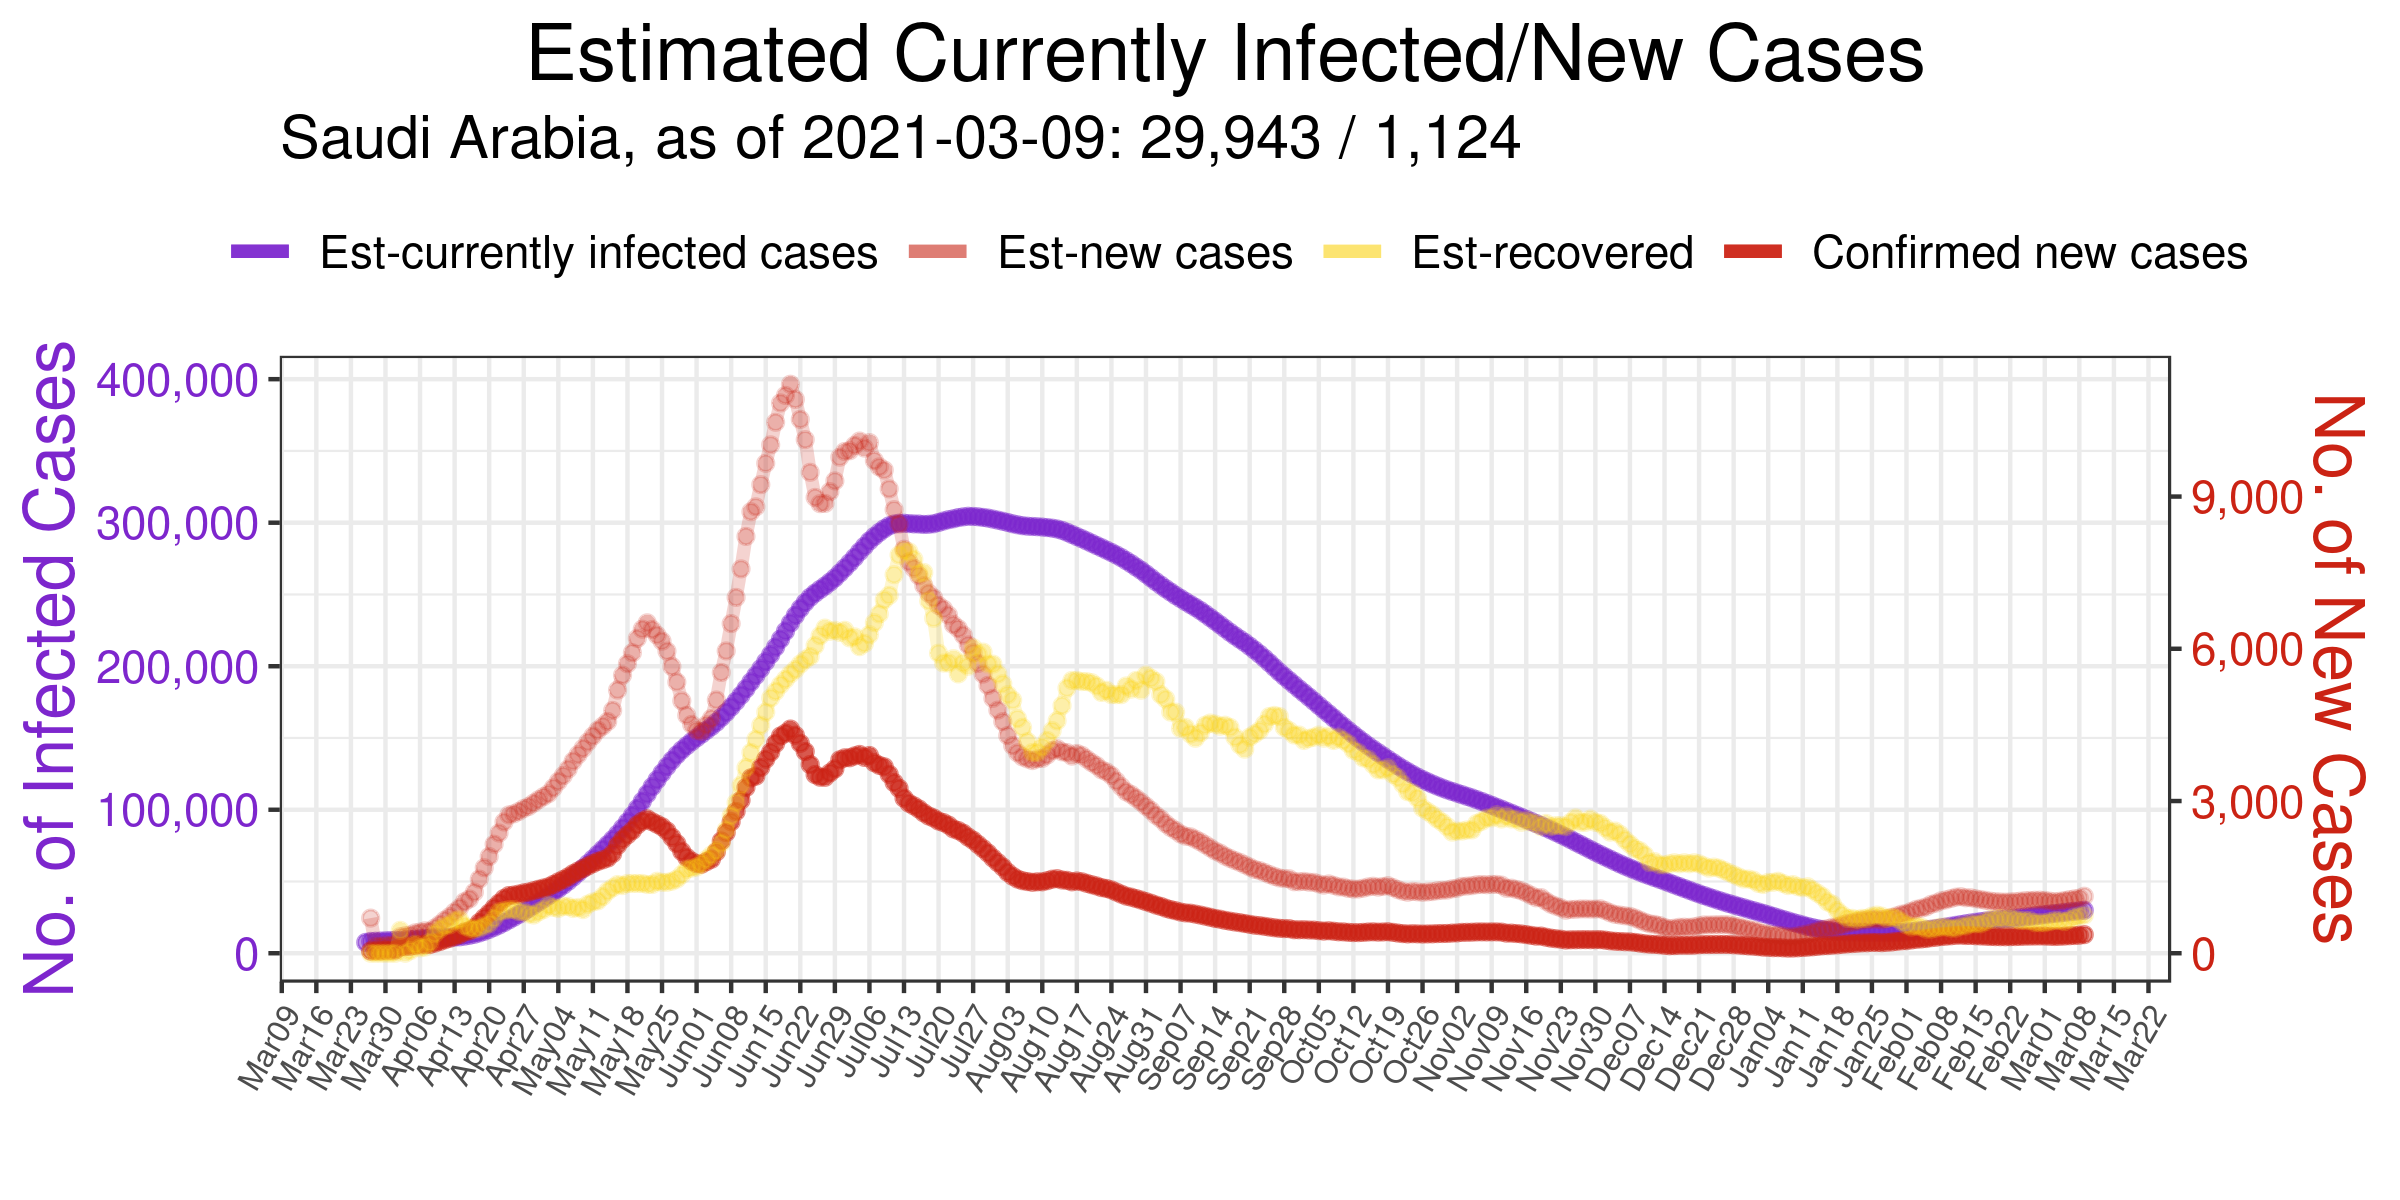 Estimated Currently Infected/New Cases
Saudi Arabia, as of 2021-03-09: 29,943 / 1,124
Est-currently infected cases Est-new cases Est-recovered Confirmed new cases
No. of Infected Cases
400,000
300,000
200,000
100,000
0
No. of New Cases
9,000
6,000
3,000
0
Mar09 Mar16 Mar23 Mar30 Apr06 Apr13 Apr20 Apr27 May04 May11 May18 May25 Jun01 Jun08 Jun15 Jun22 Jun29 Jul06 Jul13 Jul20 Jul27 Aug03 Aug10 Aug17 Aug24 Aug31 Sep07 Sep14 Sep21 Sep28 Oct05 Oct12 Oct19 Oct26 Nov02 Nov09 Nov16 Nov23 Nov30 Dec07 Dec14 Dec21 Dec28 Jan04 Jan11 Jan18 Jan25 Feb01 Feb08 Feb15 Feb22 Mar01 Mar08 Mar15 Mar22